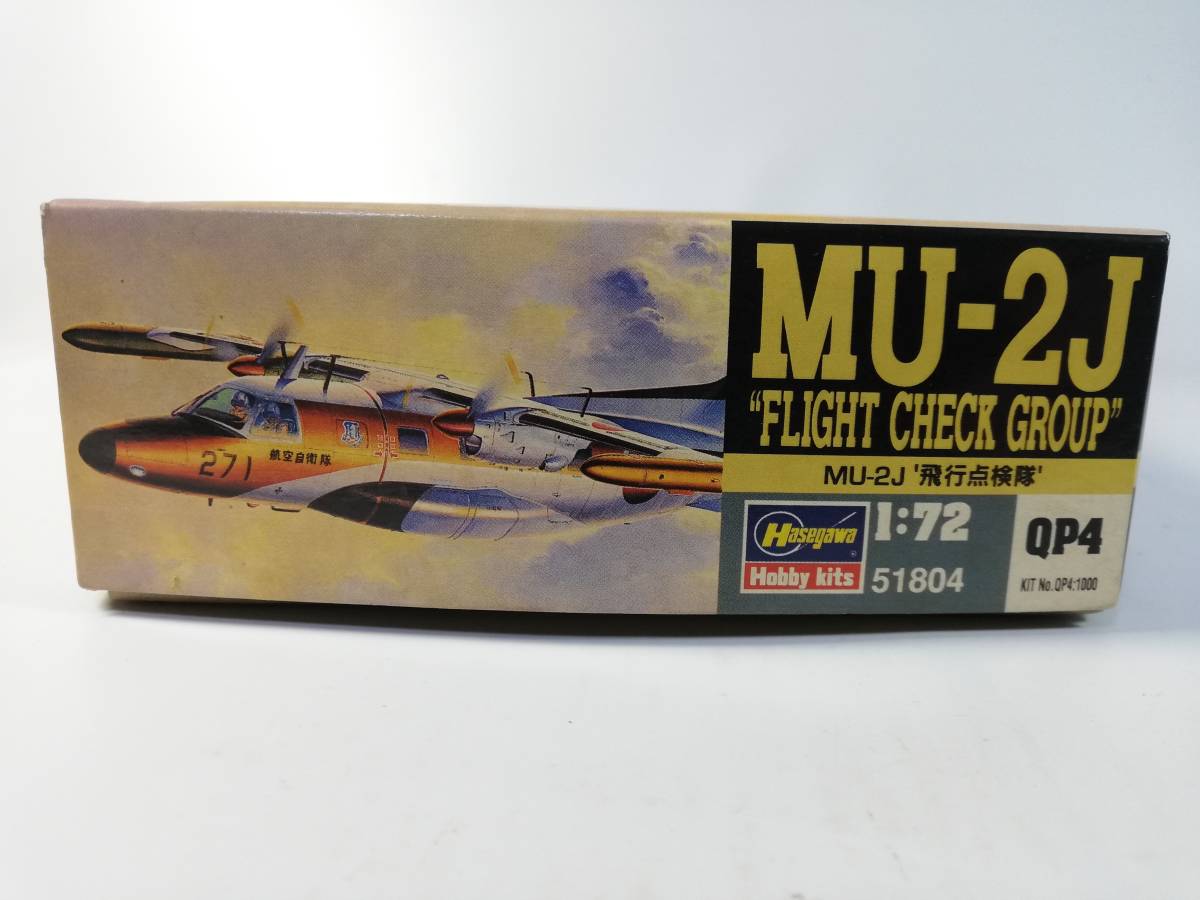 MU-2J
"FLIGHT CHECK GROUP"
MU-2J '飛行点検隊'
271
航空自衛隊
Hasegawa
Hobby kits
1:72
51804
QP4
KIT No.QP4:1000